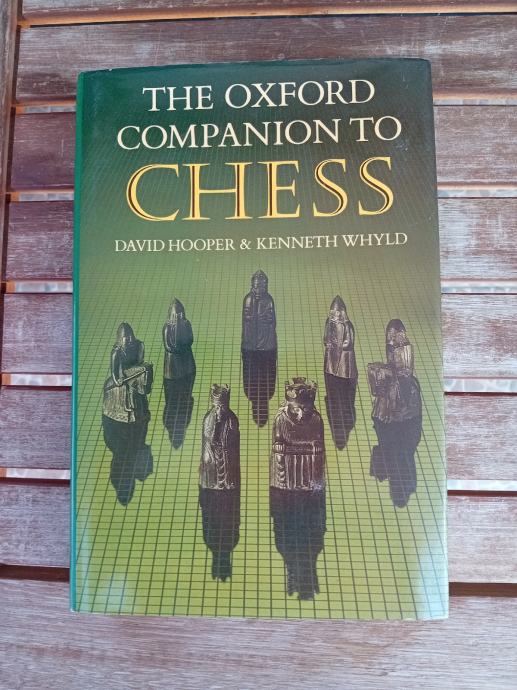 THE OXFORD
COMPANION TO
CHESS
DAVID HOOPER & KENNETH WHYLD